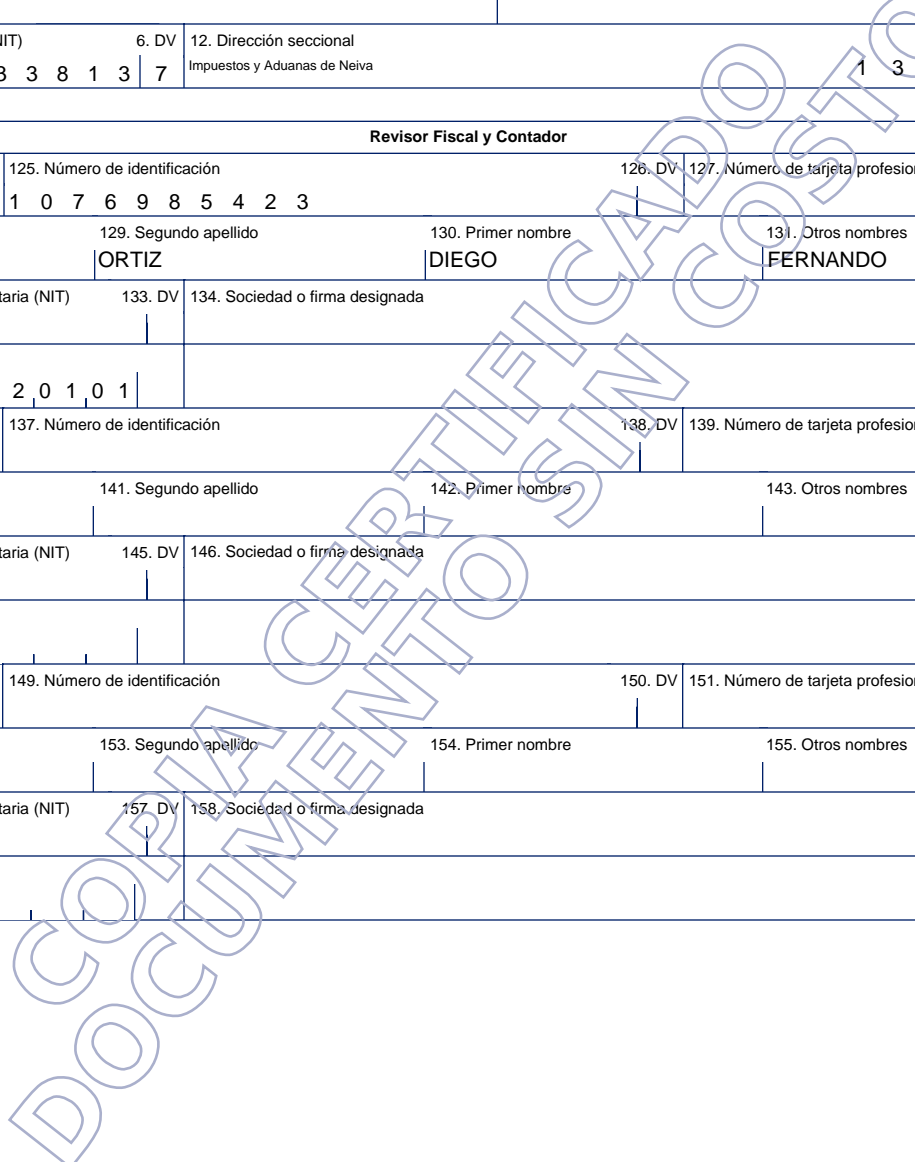 IT) 6. DV 12. Dirección seccional
3 3 8 1 3 7 Impuestos y Aduanas de Neiva 1 3
Revisor Fiscal y Contador
125. Número de identificación 126. DV 127. Número de tarjeta profesion
1 0 7 6 9 8 5 4 2 3
129. Segundo apellido 130. Primer nombre 131. Otros nombres
ORTIZ DIEGO FERNANDO
taria (NIT) 133. DV 134. Sociedad o firma designada
2 0 1 0 1
137. Número de identificación 138. DV 139. Número de tarjeta profesion
141. Segundo apellido 142. Primer nombre 143. Otros nombres
taria (NIT) 145. DV 146. Sociedad o firma designada
149. Número de identificación 150. DV 151. Número de tarjeta profesion
153. Segundo apellido 154. Primer nombre 155. Otros nombres
taria (NIT) 157. DV 158. Sociedad o firma designada
COPIA CERTIFICADO
DOCUMENTO SIN COSTO